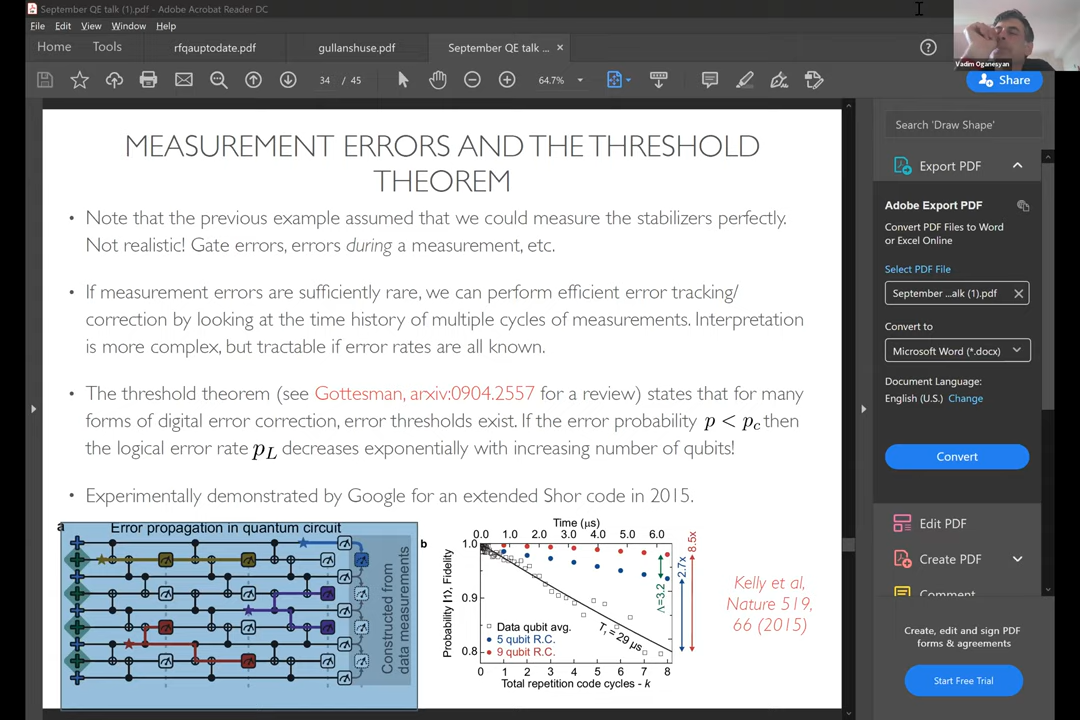 September QE talk (1).pdf - Adobe Acrobat Reader DC
File Edit View Window Help
Home Tools rfqauptodate.pdf gullanshuse.pdf September QE talk ... ×
34 / 45 64.7% Share
Vadim Oganesyan
MEASUREMENT ERRORS AND THE THRESHOLD
THEOREM
• Note that the previous example assumed that we could measure the stabilizers perfectly.
Not realistic! Gate errors, errors during a measurement, etc.
• If measurement errors are sufficiently rare, we can perform efficient error tracking/
correction by looking at the time history of multiple cycles of measurements. Interpretation
is more complex, but tractable if error rates are all known.
• The threshold theorem (see Gottesman, arxiv:0904.2557 for a review) states that for many
forms of digital error correction, error thresholds exist. If the error probability p < p_c then
the logical error rate p_L decreases exponentially with increasing number of qubits!
• Experimentally demonstrated by Google for an extended Shor code in 2015.
a Error propagation in quantum circuit
Constructed from
data measurements
b
Time (μs)
0.0 1.0 2.0 3.0 4.0 5.0 6.0
Probability |1⟩, Fidelity
1.0
0.9
0.8
Data qubit avg.
5 qubit R.C.
9 qubit R.C.
T₁ = 29 μs
Λ=3.2
2.7x
8.5x
0 1 2 3 4 5 6 7 8
Total repetition code cycles - k
Kelly et al,
Nature 519,
66 (2015)
Search 'Draw Shape'
Export PDF
Adobe Export PDF
Convert PDF Files to Word
or Excel Online
Select PDF File
September ...alk (1).pdf ×
Convert to
Microsoft Word (*.docx)
Document Language:
English (U.S.) Change
Convert
Edit PDF
Create PDF
Comment
Create, edit and sign PDF
forms & agreements
Start Free Trial